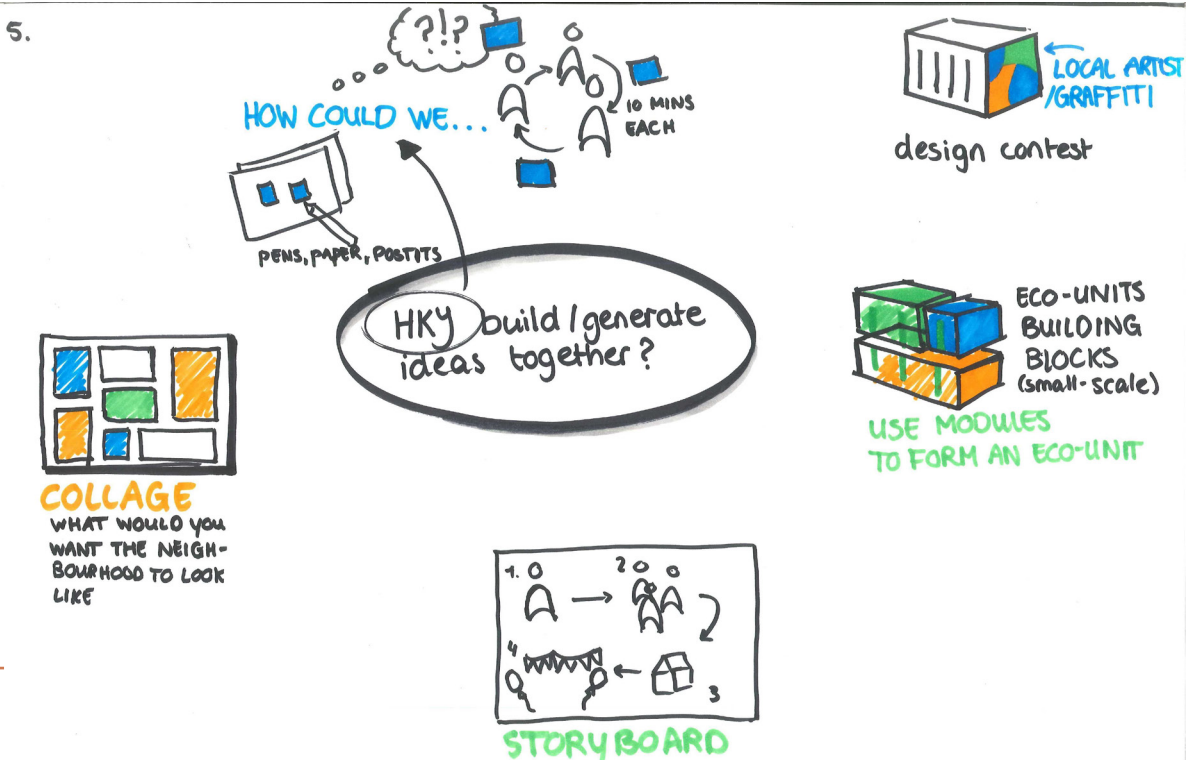 5.
?!?
HOW COULD WE...
10 MINS
EACH
PENS, PAPER, POSTITS
LOCAL ARTIST
/GRAFFITI
design contest
HKY build/generate
ideas together?
ECO-UNITS
BUILDING
BLOCKS
(small-scale)
USE MODULES
TO FORM AN ECO-UNIT
COLLAGE
WHAT WOULD YOU
WANT THE NEIGH-
BOURHOOD TO LOOK
LIKE
1.
2
4
3
STORYBOARD